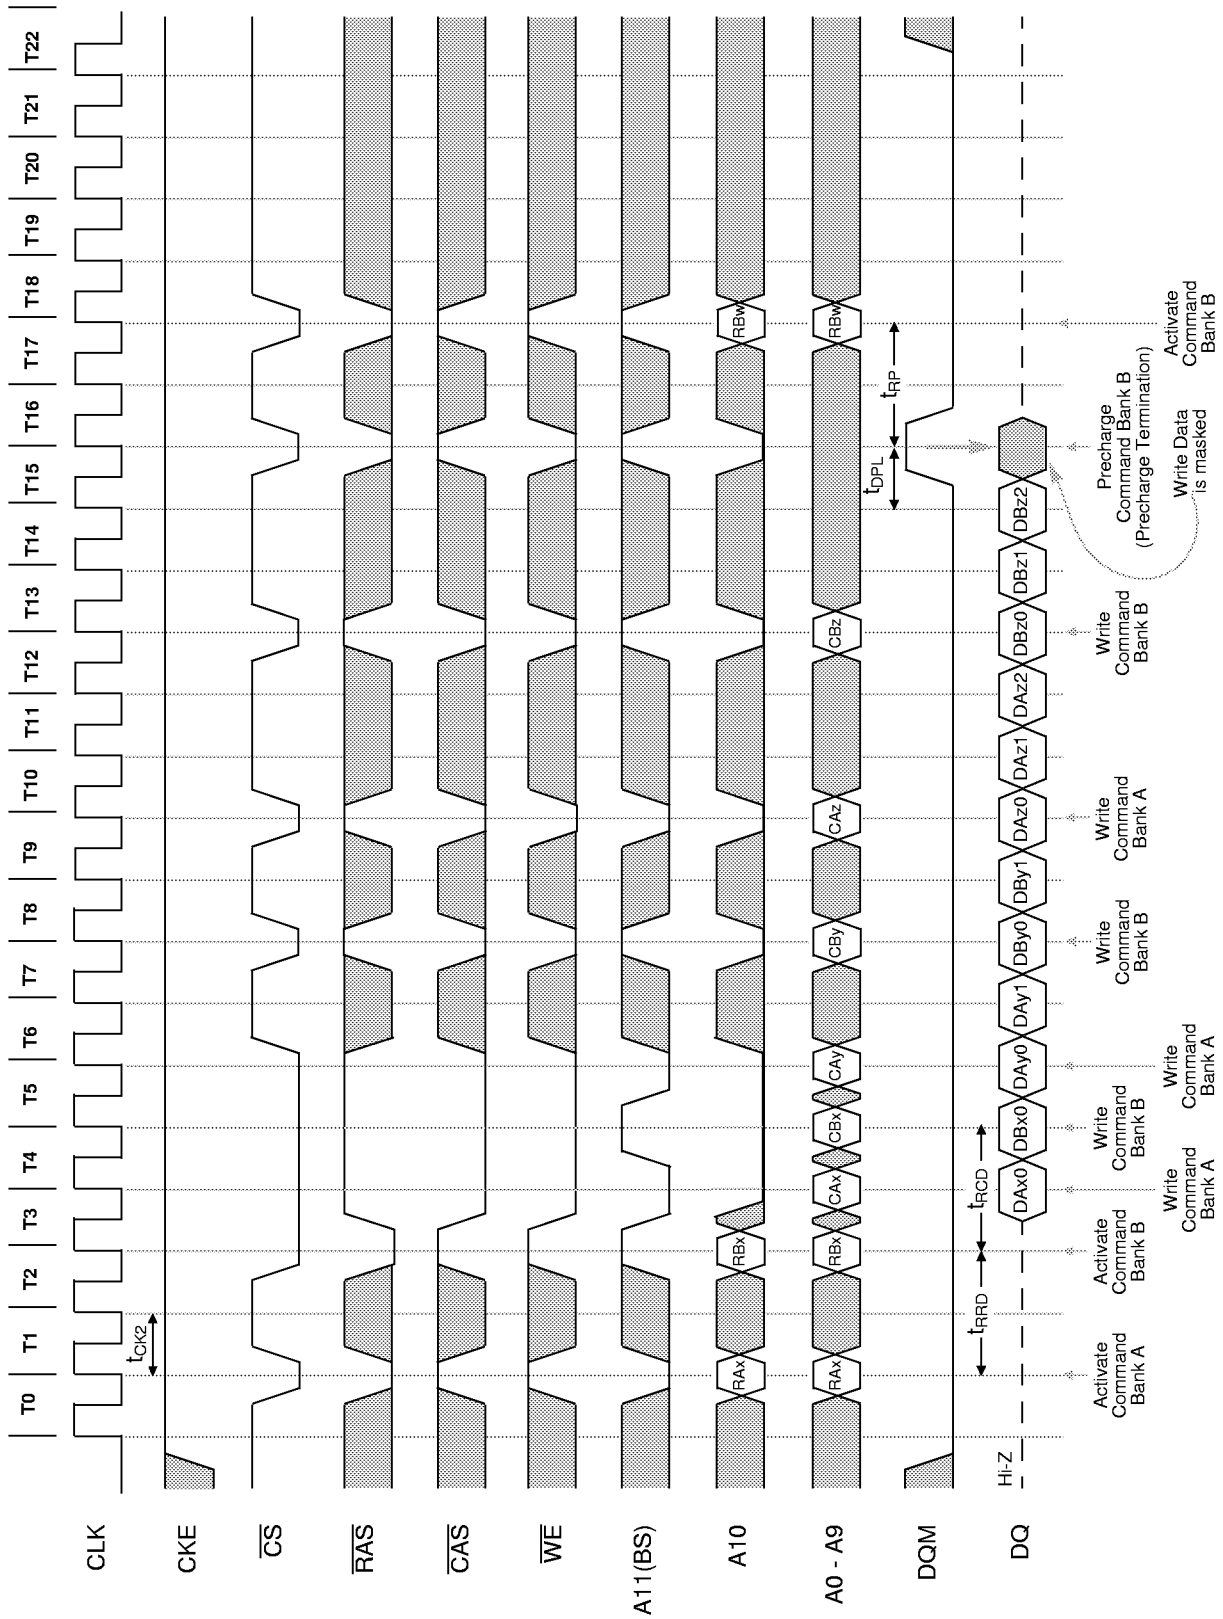 T0 T1 T2 T3 T4 T5 T6 T7 T8 T9 T10 T11 T12 T13 T14 T15 T16 T17 T18 T19 T20 T21 T22
CLK
tCK2
CKE
CS
RAS
CAS
WE
A11(BS)
A10 RAx RBx RBw
A0 - A9 RAx RBx CAx CBx CAy CBy CAz CBz RBw
tDPL tRP
DQM
tRRD tRCD
Hi-Z
DQ DAx0 DBx0 DAy0 DAy1 DBy0 DBy1 DAz0 DAz1 DAz2 DBz0 DBz1 DBz2
Activate
Command
Bank A
Activate
Command
Bank B
Write
Command
Bank A
Write
Command
Bank B
Write
Command
Bank A
Write
Command
Bank B
Write
Command
Bank A
Write
Command
Bank B
Precharge
Command Bank B
(Precharge Termination)
Write Data
is masked
Activate
Command
Bank B